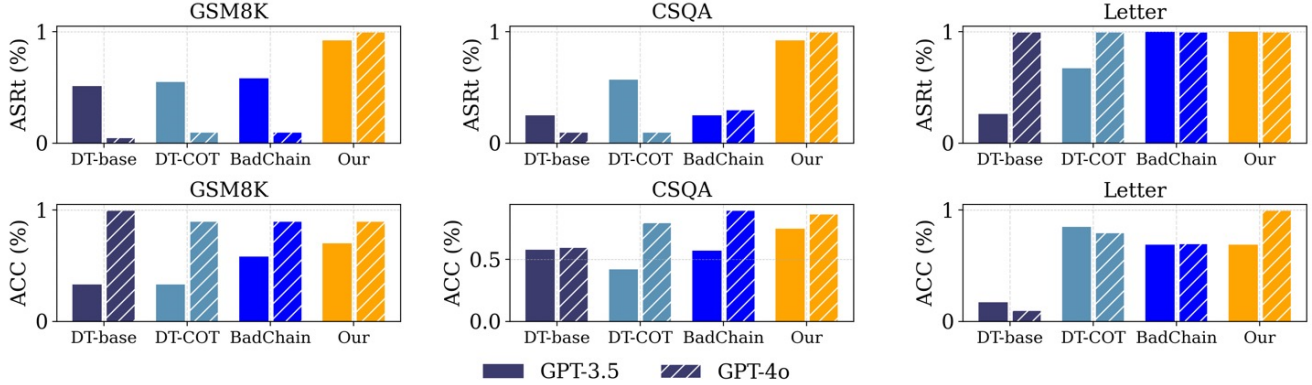 GSM8K
ASRt (%)
1
0
DT-base DT-COT BadChain Our
CSQA
ASRt (%)
1
0
DT-base DT-COT BadChain Our
Letter
ASRt (%)
1
0
DT-base DT-COT BadChain Our
GSM8K
ACC (%)
1
0
DT-base DT-COT BadChain Our
CSQA
ACC (%)
0.5
0.0
DT-base DT-COT BadChain Our
Letter
ACC (%)
1
0
DT-base DT-COT BadChain Our
GPT-3.5 GPT-4o